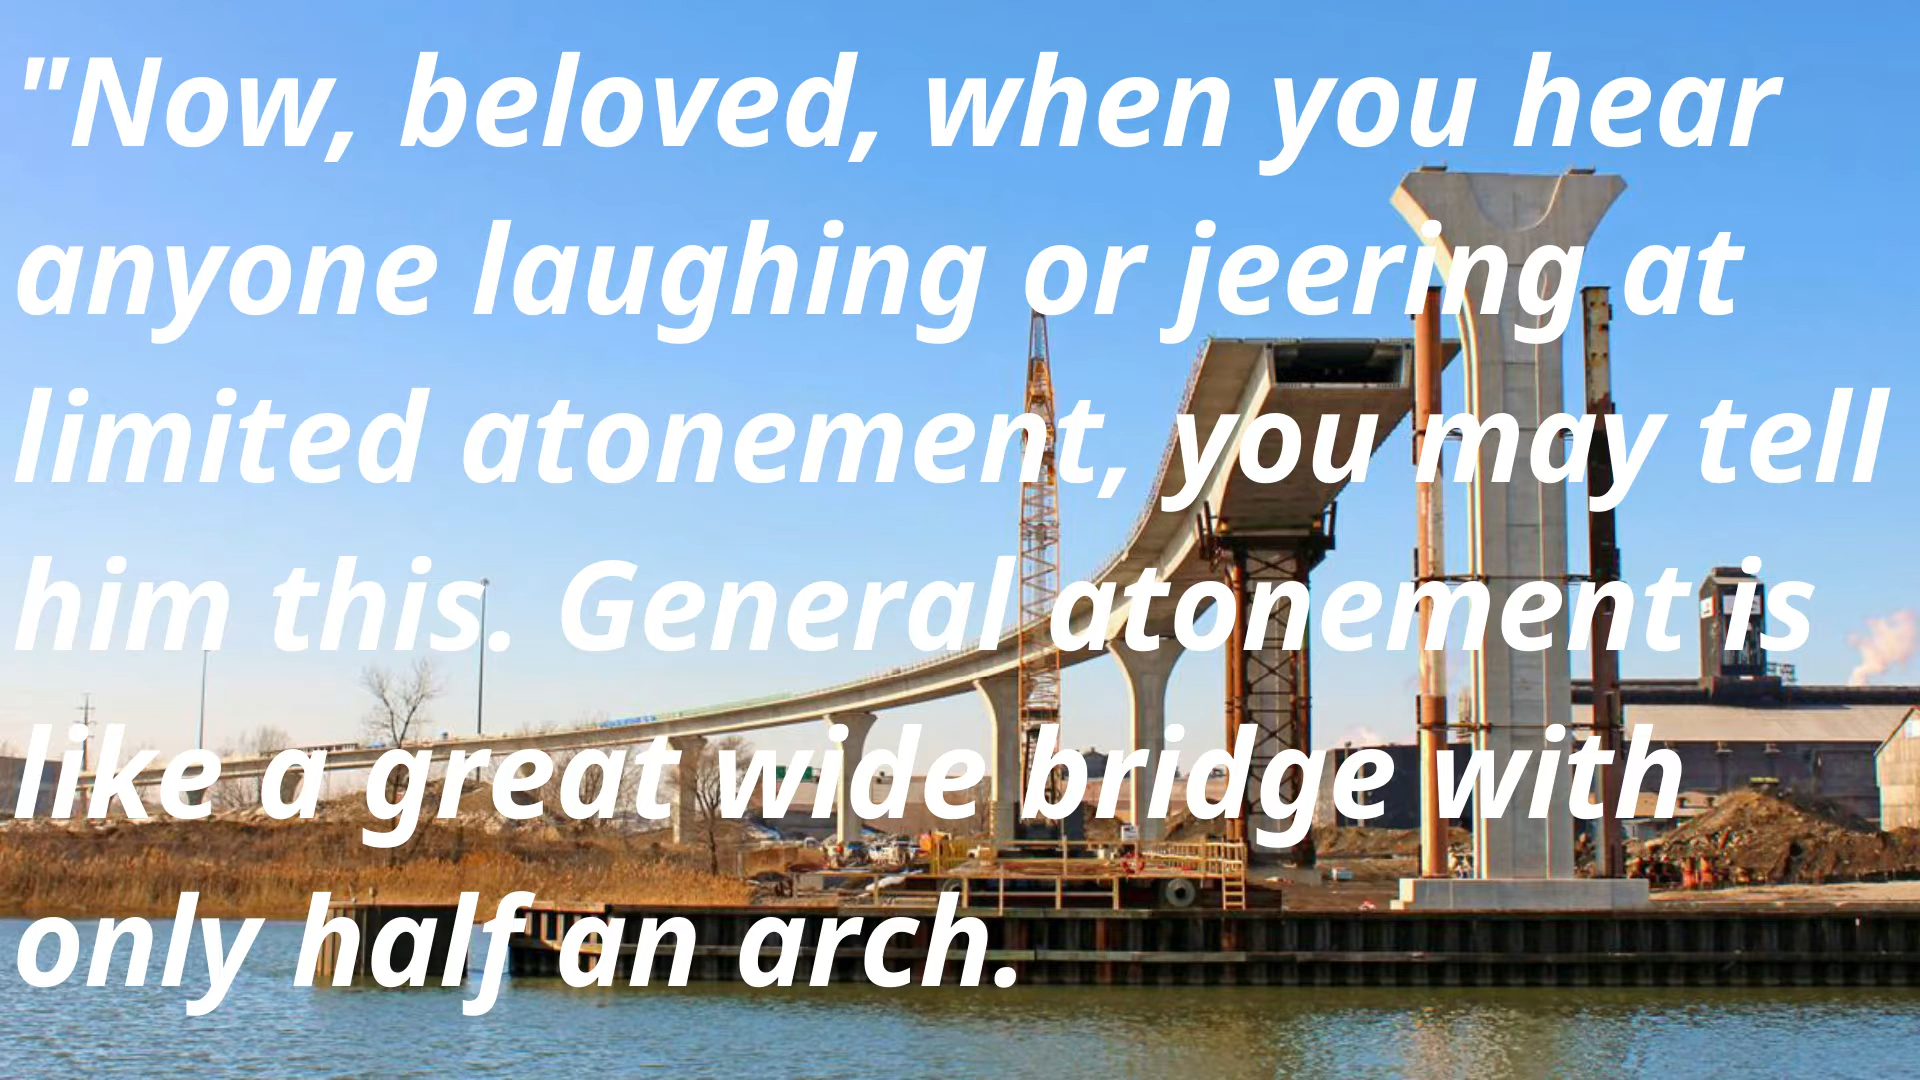 "Now, beloved, when you hear
anyone laughing or jeering at
limited atonement, you may tell
him this. General atonement is
like a great wide bridge with
only half an arch.